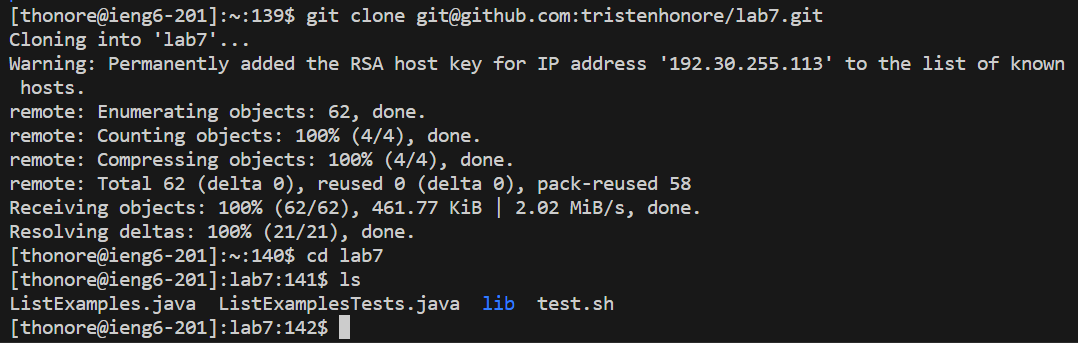 [thonore@ieng6-201]:~:139$ git clone git@github.com:tristenhonore/lab7.git
Cloning into 'lab7'...
Warning: Permanently added the RSA host key for IP address '192.30.255.113' to the list of known
 hosts.
remote: Enumerating objects: 62, done.
remote: Counting objects: 100% (4/4), done.
remote: Compressing objects: 100% (4/4), done.
remote: Total 62 (delta 0), reused 0 (delta 0), pack-reused 58
Receiving objects: 100% (62/62), 461.77 KiB | 2.02 MiB/s, done.
Resolving deltas: 100% (21/21), done.
[thonore@ieng6-201]:~:140$ cd lab7
[thonore@ieng6-201]:lab7:141$ ls
ListExamples.java  ListExamplesTests.java  lib  test.sh
[thonore@ieng6-201]:lab7:142$